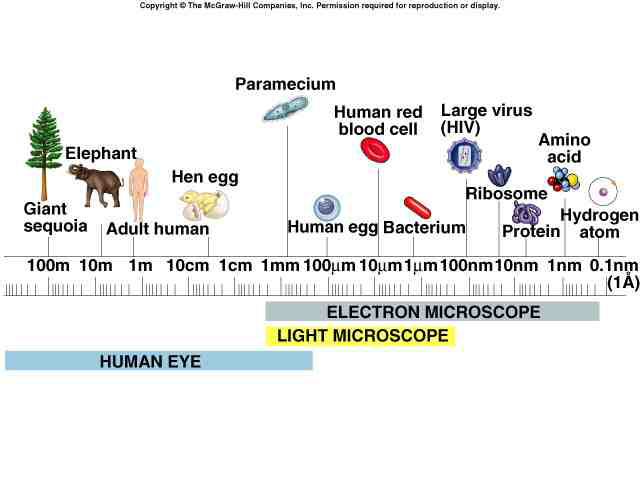 Copyright © The McGraw-Hill Companies, Inc. Permission required for reproduction or display.
Paramecium
Human red
blood cell
Large virus
(HIV)
Amino
acid
Elephant
Hen egg
Ribosome
Giant
sequoia
Adult human
Human egg
Bacterium
Protein
Hydrogen
atom
100m 10m 1m 10cm 1cm 1mm 100μm 10μm 1μm 100nm 10nm 1nm 0.1nm
(1Å)
ELECTRON MICROSCOPE
LIGHT MICROSCOPE
HUMAN EYE